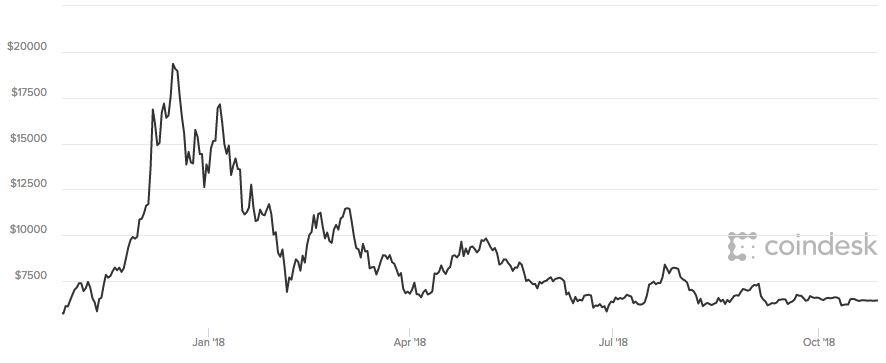 $20000
$17500
$15000
$12500
$10000
$7500
coindesk
Jan '18
Apr '18
Jul '18
Oct '18